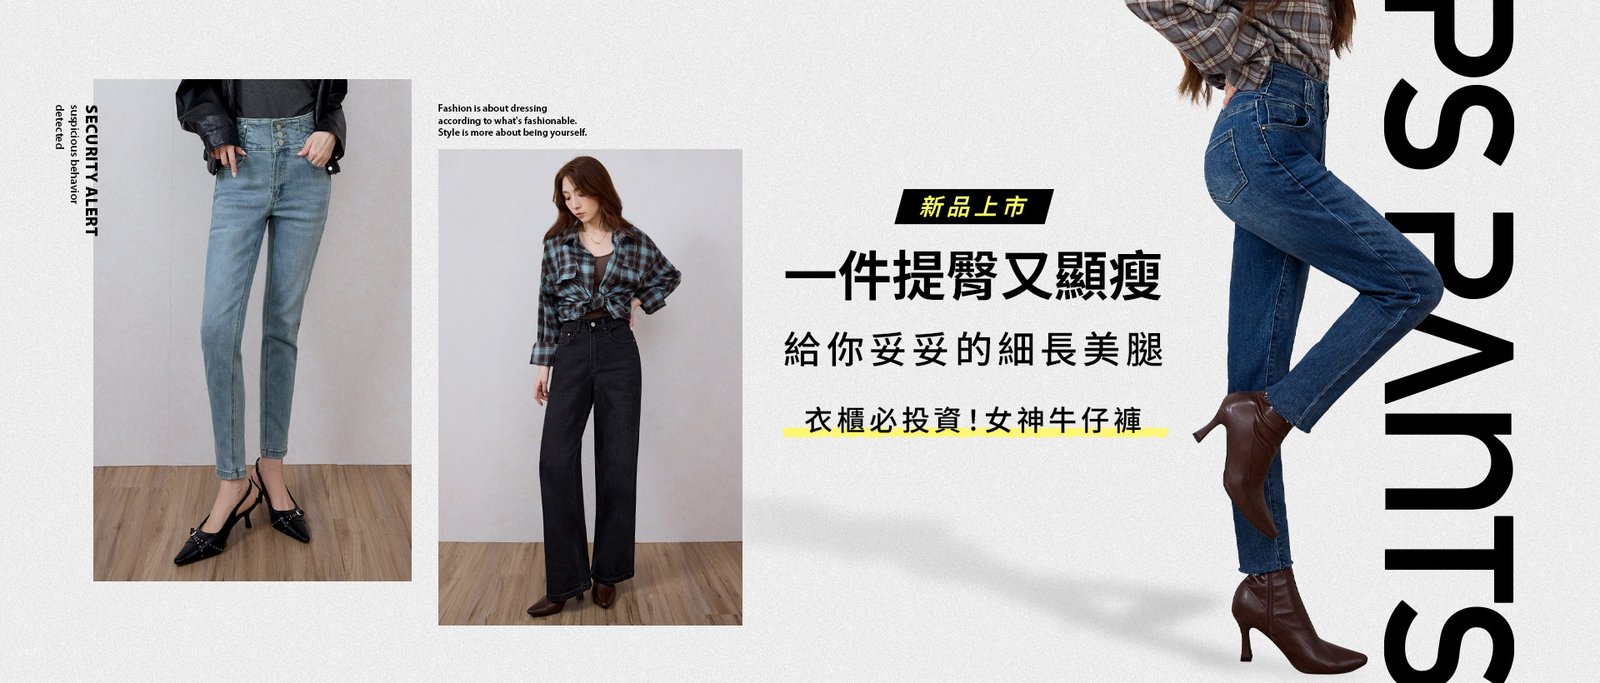 SECURITY ALERT
suspicious behavior
detected
Fashion is about dressing
according to what's fashionable.
Style is more about being yourself.
新品上市
一件提臀又顯瘦
給你妥妥的細長美腿
衣櫃必投資!女神牛仔褲
PS PANTS